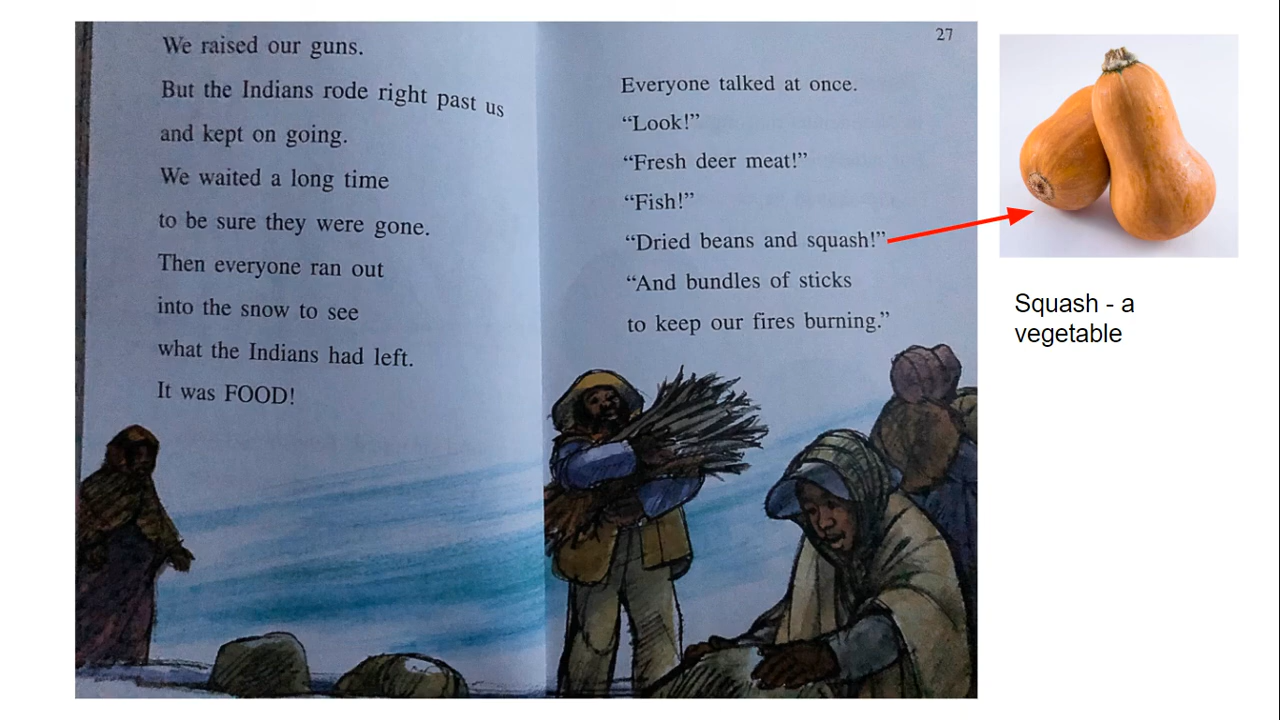 We raised our guns.
But the Indians rode right past us
and kept on going.
We waited a long time
to be sure they were gone.
Then everyone ran out
into the snow to see
what the Indians had left.
It was FOOD!
27
Everyone talked at once.
“Look!”
“Fresh deer meat!”
“Fish!”
“Dried beans and squash!”
“And bundles of sticks
to keep our fires burning.”
Squash - a
vegetable